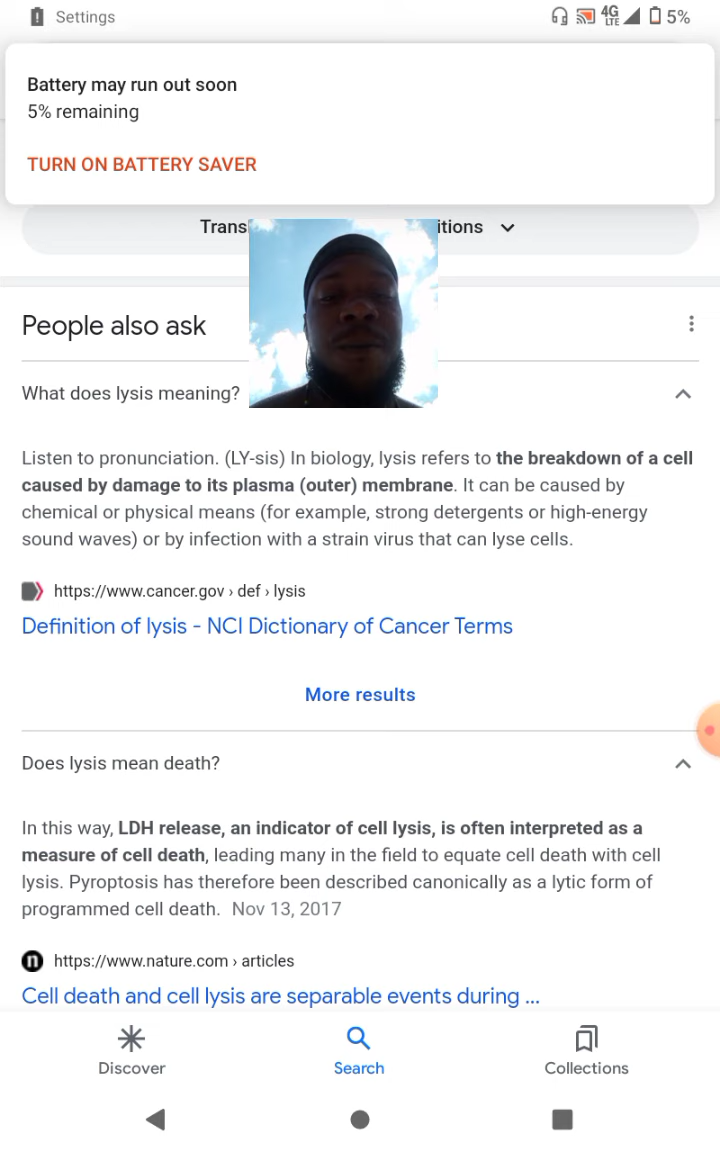 Settings
4G
LTE
5%
Battery may run out soon
5% remaining
TURN ON BATTERY SAVER
Trans itions
People also ask
What does lysis meaning?
Listen to pronunciation. (LY-sis) In biology, lysis refers to the breakdown of a cell
caused by damage to its plasma (outer) membrane. It can be caused by
chemical or physical means (for example, strong detergents or high-energy
sound waves) or by infection with a strain virus that can lyse cells.
https://www.cancer.gov › def › lysis
Definition of lysis - NCI Dictionary of Cancer Terms
More results
Does lysis mean death?
In this way, LDH release, an indicator of cell lysis, is often interpreted as a
measure of cell death, leading many in the field to equate cell death with cell
lysis. Pyroptosis has therefore been described canonically as a lytic form of
programmed cell death. Nov 13, 2017
n
https://www.nature.com › articles
Cell death and cell lysis are separable events during ...
Discover
Search
Collections